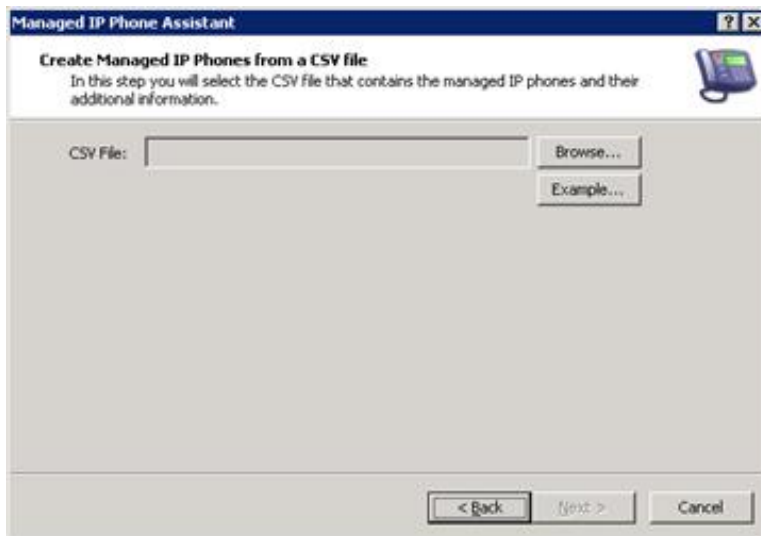 Managed IP Phone Assistant
Create Managed IP Phones from a CSV file
In this step you will select the CSV file that contains the managed IP phones and their
additional information.
CSV File:
Browse...
Example...
< Back
Next >
Cancel